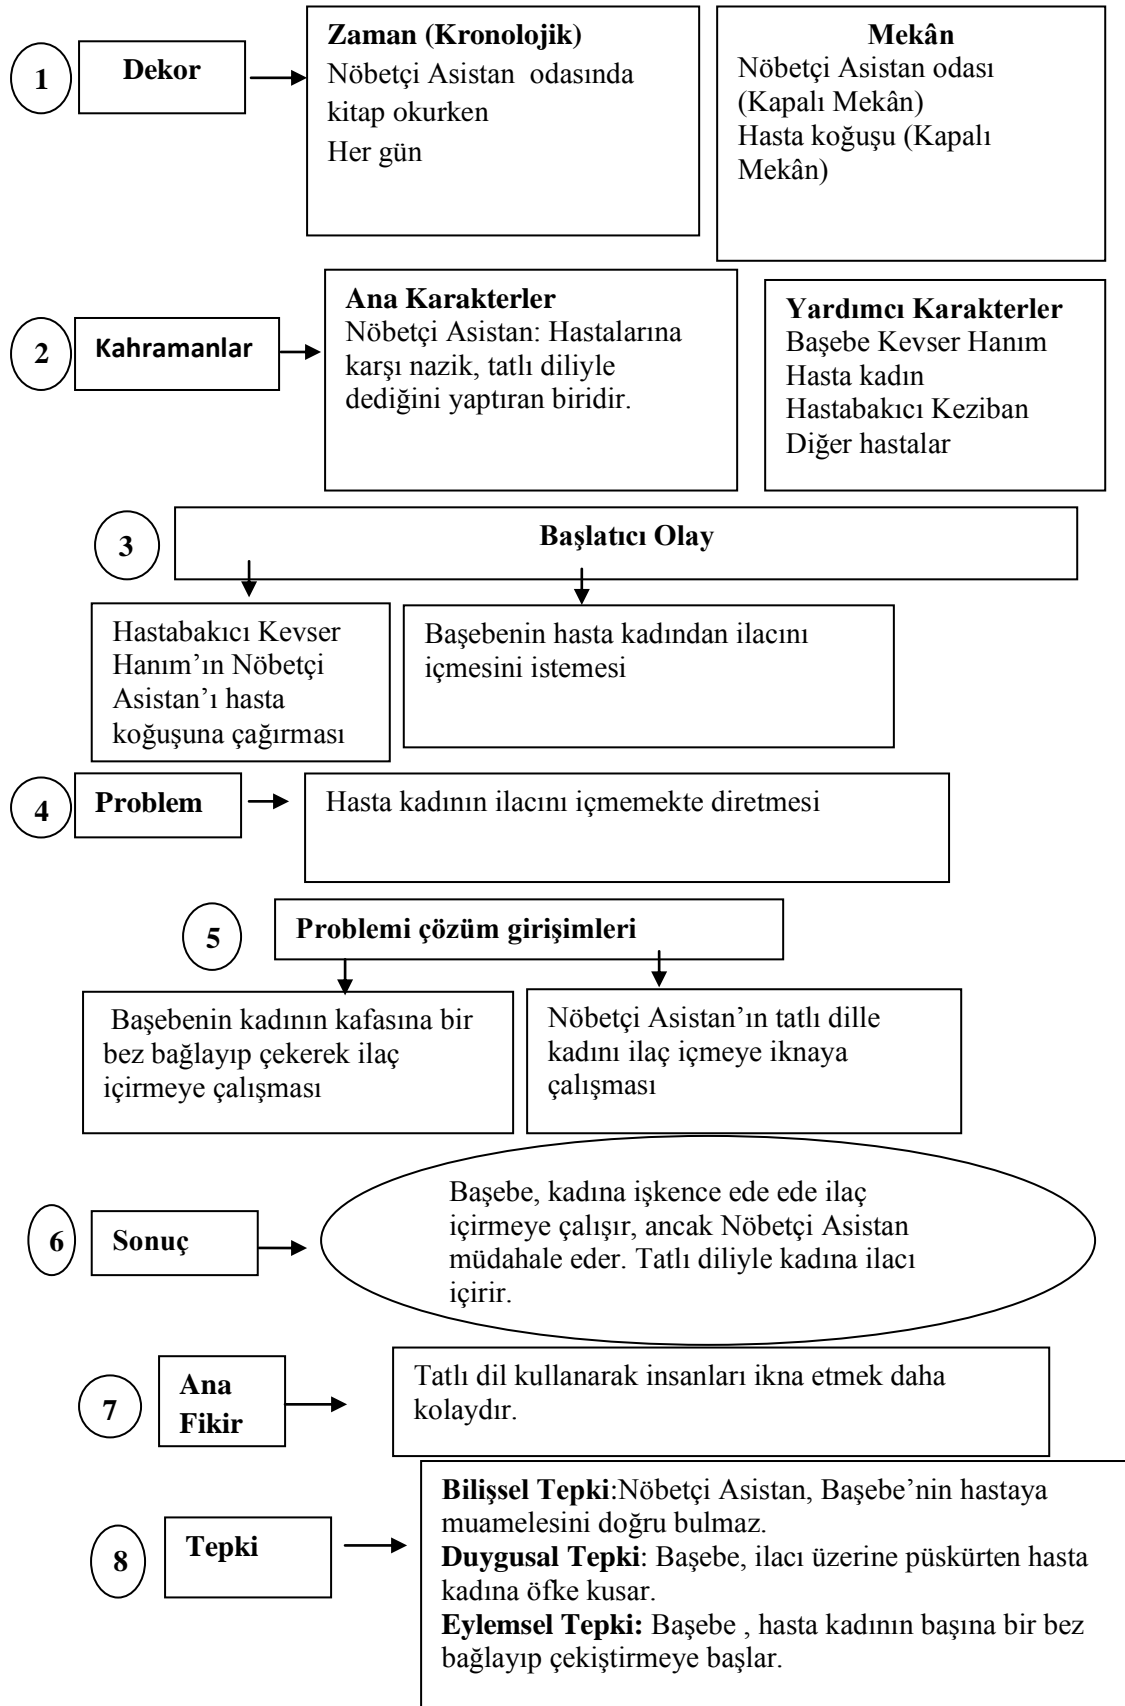 1
Dekor
Zaman (Kronolojik)
Nöbetçi Asistan odasında
kitap okurken
Her gün
Mekân
Nöbetçi Asistan odası
(Kapalı Mekân)
Hasta koğuşu (Kapalı
Mekân)
2
Kahramanlar
Ana Karakterler
Nöbetçi Asistan: Hastalarına
karşı nazik, tatlı diliyle
dediğini yaptıran biridir.
Yardımcı Karakterler
Başebe Kevser Hanım
Hasta kadın
Hastabakıcı Keziban
Diğer hastalar
3
Başlatıcı Olay
Hastabakıcı Kevser
Hanım’ın Nöbetçi
Asistan’ı hasta
koğuşuna çağırması
Başebenin hasta kadından ilacını
içmesini istemesi
4
Problem
Hasta kadının ilacını içmemekte diretmesi
5
Problemi çözüm girişimleri
Başebenin kadının kafasına bir
bez bağlayıp çekerek ilaç
içirmeye çalışması
Nöbetçi Asistan’ın tatlı dille
kadını ilaç içmeye iknaya
çalışması
6
Sonuç
Başebe, kadına işkence ede ede ilaç
içirmeye çalışır, ancak Nöbetçi Asistan
müdahale eder. Tatlı diliyle kadına ilacı
içirir.
7
Ana
Fikir
Tatlı dil kullanarak insanları ikna etmek daha
kolaydır.
8
Tepki
Bilişsel Tepki:Nöbetçi Asistan, Başebe’nin hastaya
muamelesini doğru bulmaz.
Duygusal Tepki: Başebe, ilacı üzerine püskürten hasta
kadına öfke kusar.
Eylemsel Tepki: Başebe , hasta kadının başına bir bez
bağlayıp çekiştirmeye başlar.